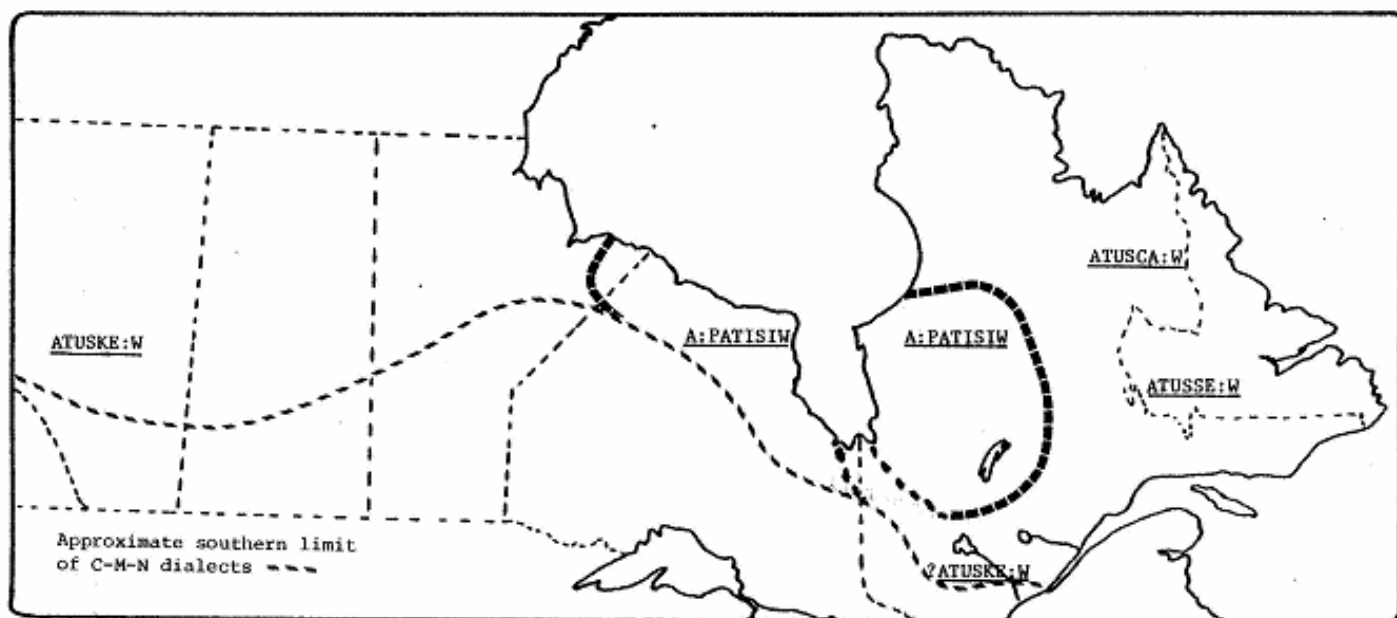 ATUSCA:W
ATUSKE:W
A:PATISIW
A:PATISIW
ATUSSE:W
Approximate southern limit
of C-M-N dialects ---
?ATUSKE:W